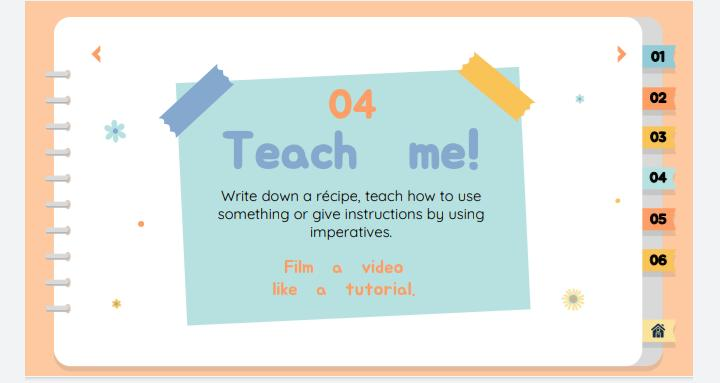 04
Teach me!
Write down a récipe, teach how to use
something or give instructions by using
imperatives.
Film a video
like a tutorial.
01
02
03
04
05
06